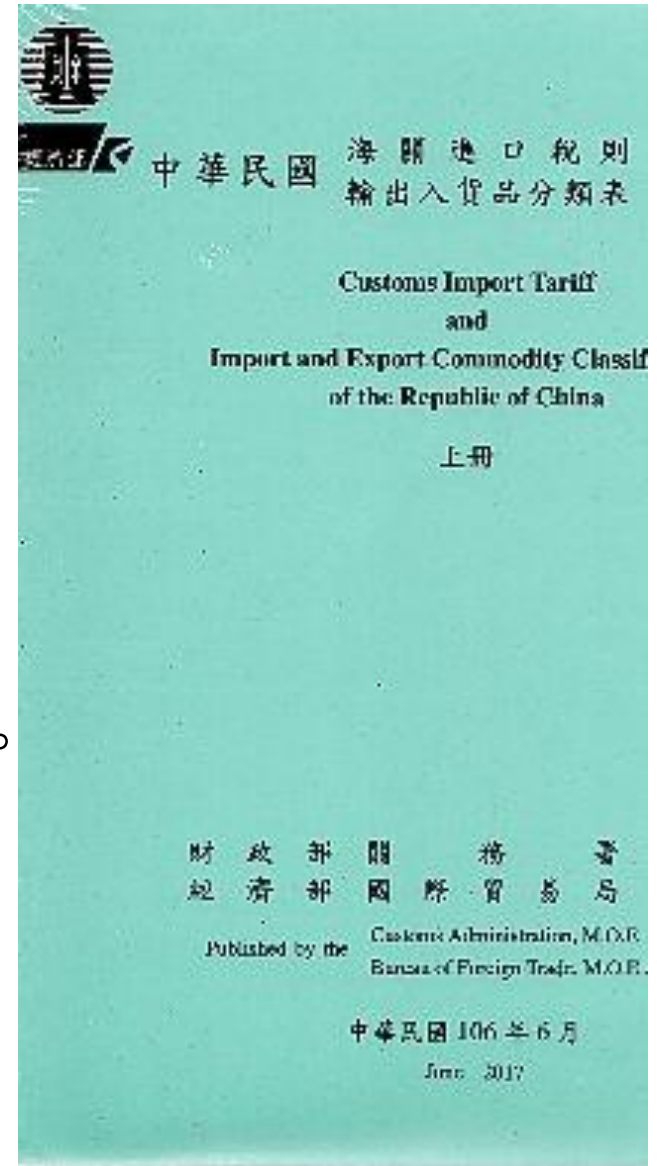 中華民國
海關進口稅則
輸出入貨品分類表
Customs Import Tariff
and
Import and Export Commodity Classif
of the Republic of China
上冊
財政部關務署
經濟部國際貿易局
Published by the
Customs Administration, M.O.F.
Bureau of Foreign Trade, M.O.E.
中華民國 106 年 6 月
June 2017